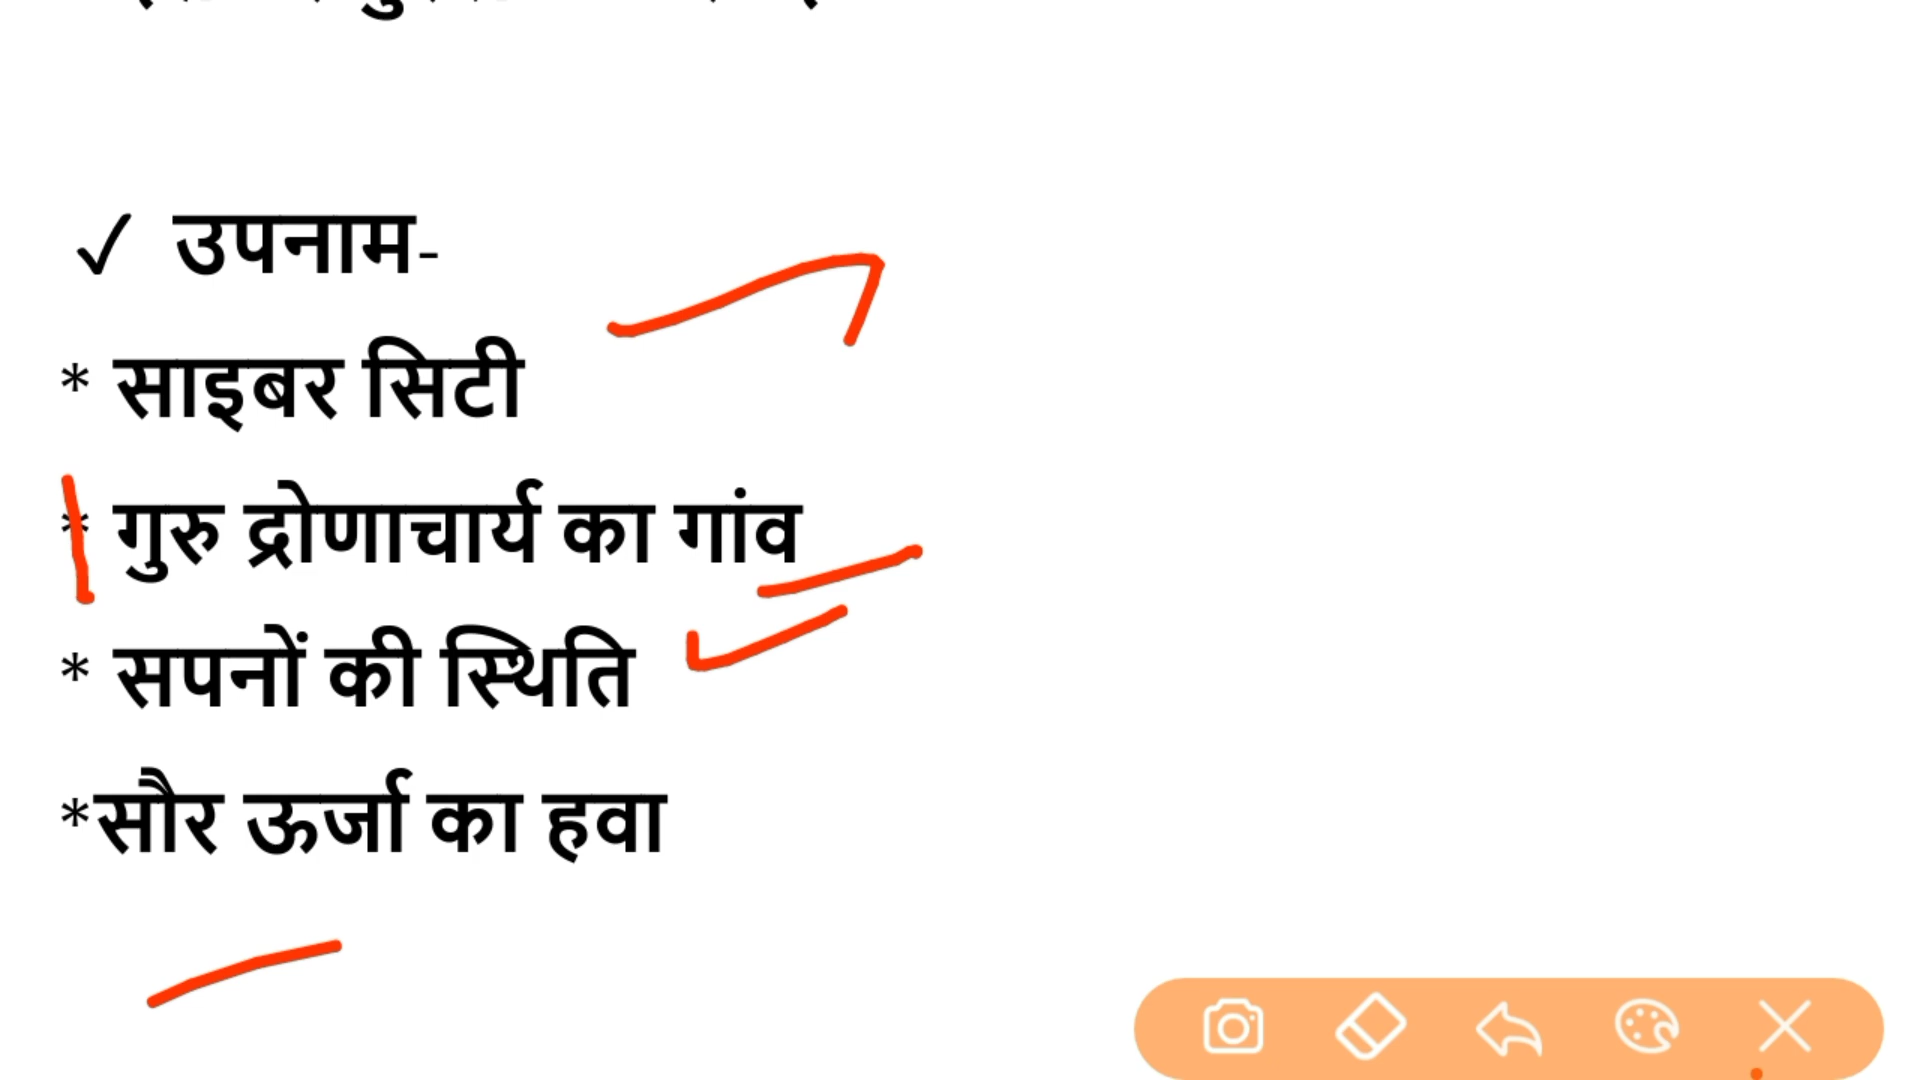 ✓ उपनाम-
* साइबर सिटी
* गुरु द्रोणाचार्य का गांव
* सपनों की स्थिति
*सौर ऊर्जा का हवा